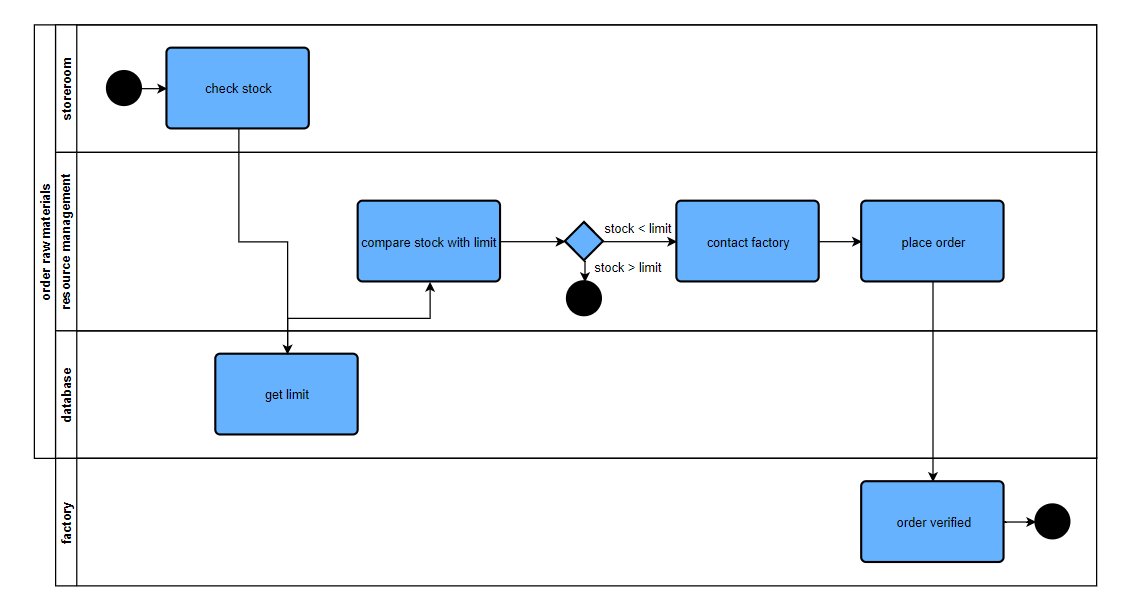 order raw materials
storeroom
check stock
resource management
compare stock with limit
stock < limit
stock > limit
contact factory
place order
database
get limit
factory
order verified